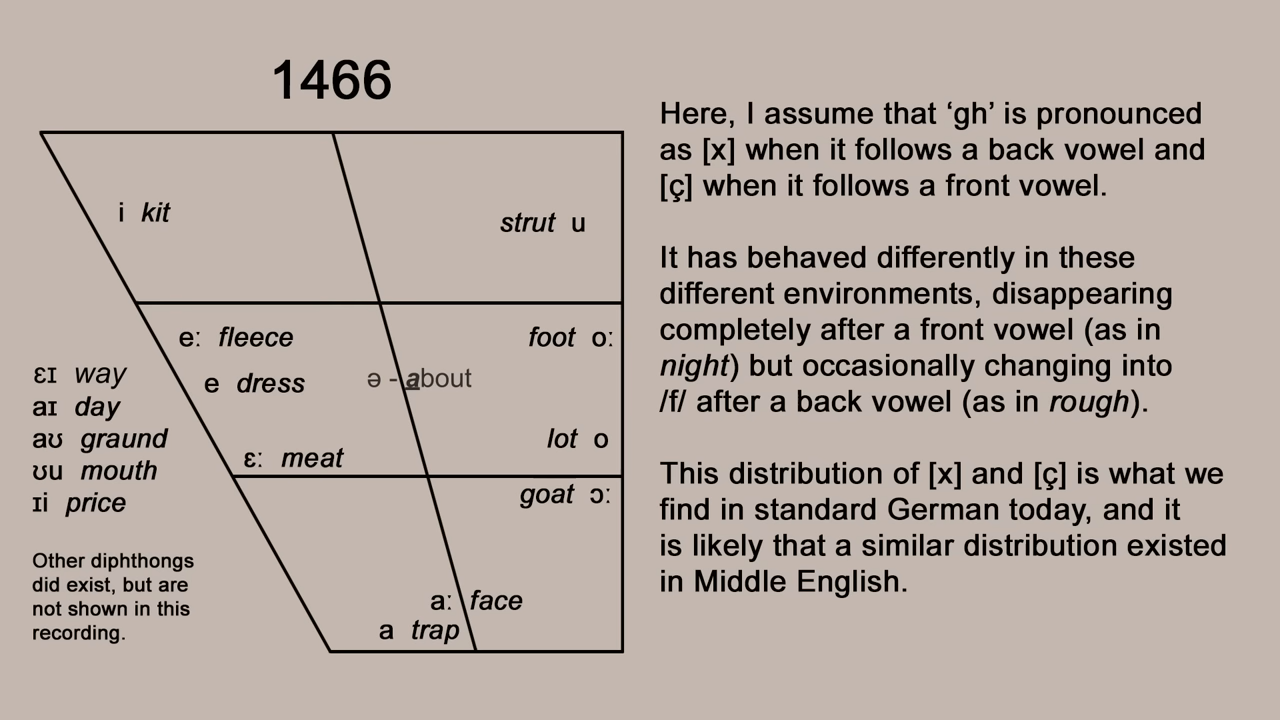 1466
i kit
strut u
eː fleece
foot oː
e dress
ə - about
lot o
ɛː meat
goat ɔː
aː face
a trap
ɛɪ way
aɪ day
aʊ graund
ʊu mouth
ɪi price
Other diphthongs
did exist, but are
not shown in this
recording.
Here, I assume that ‘gh’ is pronounced
as [x] when it follows a back vowel and
[ç] when it follows a front vowel.
It has behaved differently in these
different environments, disappearing
completely after a front vowel (as in
night) but occasionally changing into
/f/ after a back vowel (as in rough).
This distribution of [x] and [ç] is what we
find in standard German today, and it
is likely that a similar distribution existed
in Middle English.